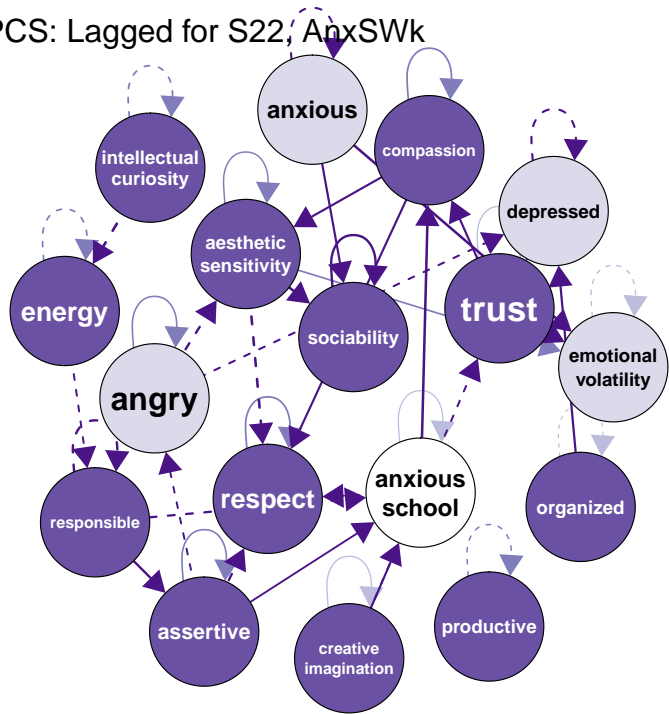 PCS: Lagged for S22, AnxSWk
anxious
compassion
intellectual
curiosity
depressed
aesthetic
sensitivity
energy
trust
sociability
emotional
volatility
angry
anxious
school
respect
organized
responsible
assertive
creative
imagination
productive